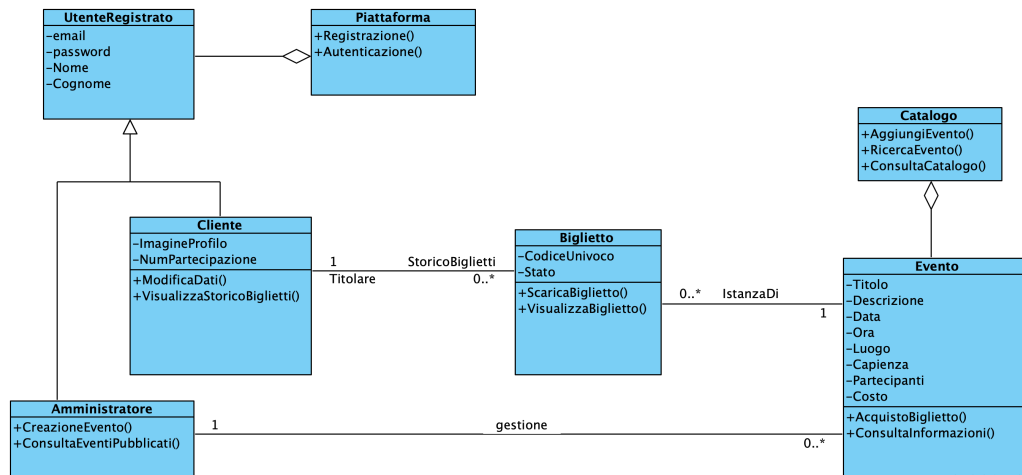 UtenteRegistrato
-email
-password
-Nome
-Cognome
Piattaforma
+Registrazione()
+Autenticazione()
Catalogo
+AggiungiEvento()
+RicercaEvento()
+ConsultaCatalogo()
Cliente
-ImagineProfilo
-NumPartecipazione
+ModificaDati()
+VisualizzaStoricoBiglietti()
1
Titolare
StoricoBiglietti
0..*
Biglietto
-CodiceUnivoco
-Stato
+ScaricaBiglietto()
+VisualizzaBiglietto()
0..*
IstanzaDi
1
Evento
-Titolo
-Descrizione
-Data
-Ora
-Luogo
-Capienza
-Partecipanti
-Costo
+AcquistoBiglietto()
+ConsultaInformazioni()
Amministratore
+CreazioneEvento()
+ConsultaEventiPubblicati()
1
gestione
0..*